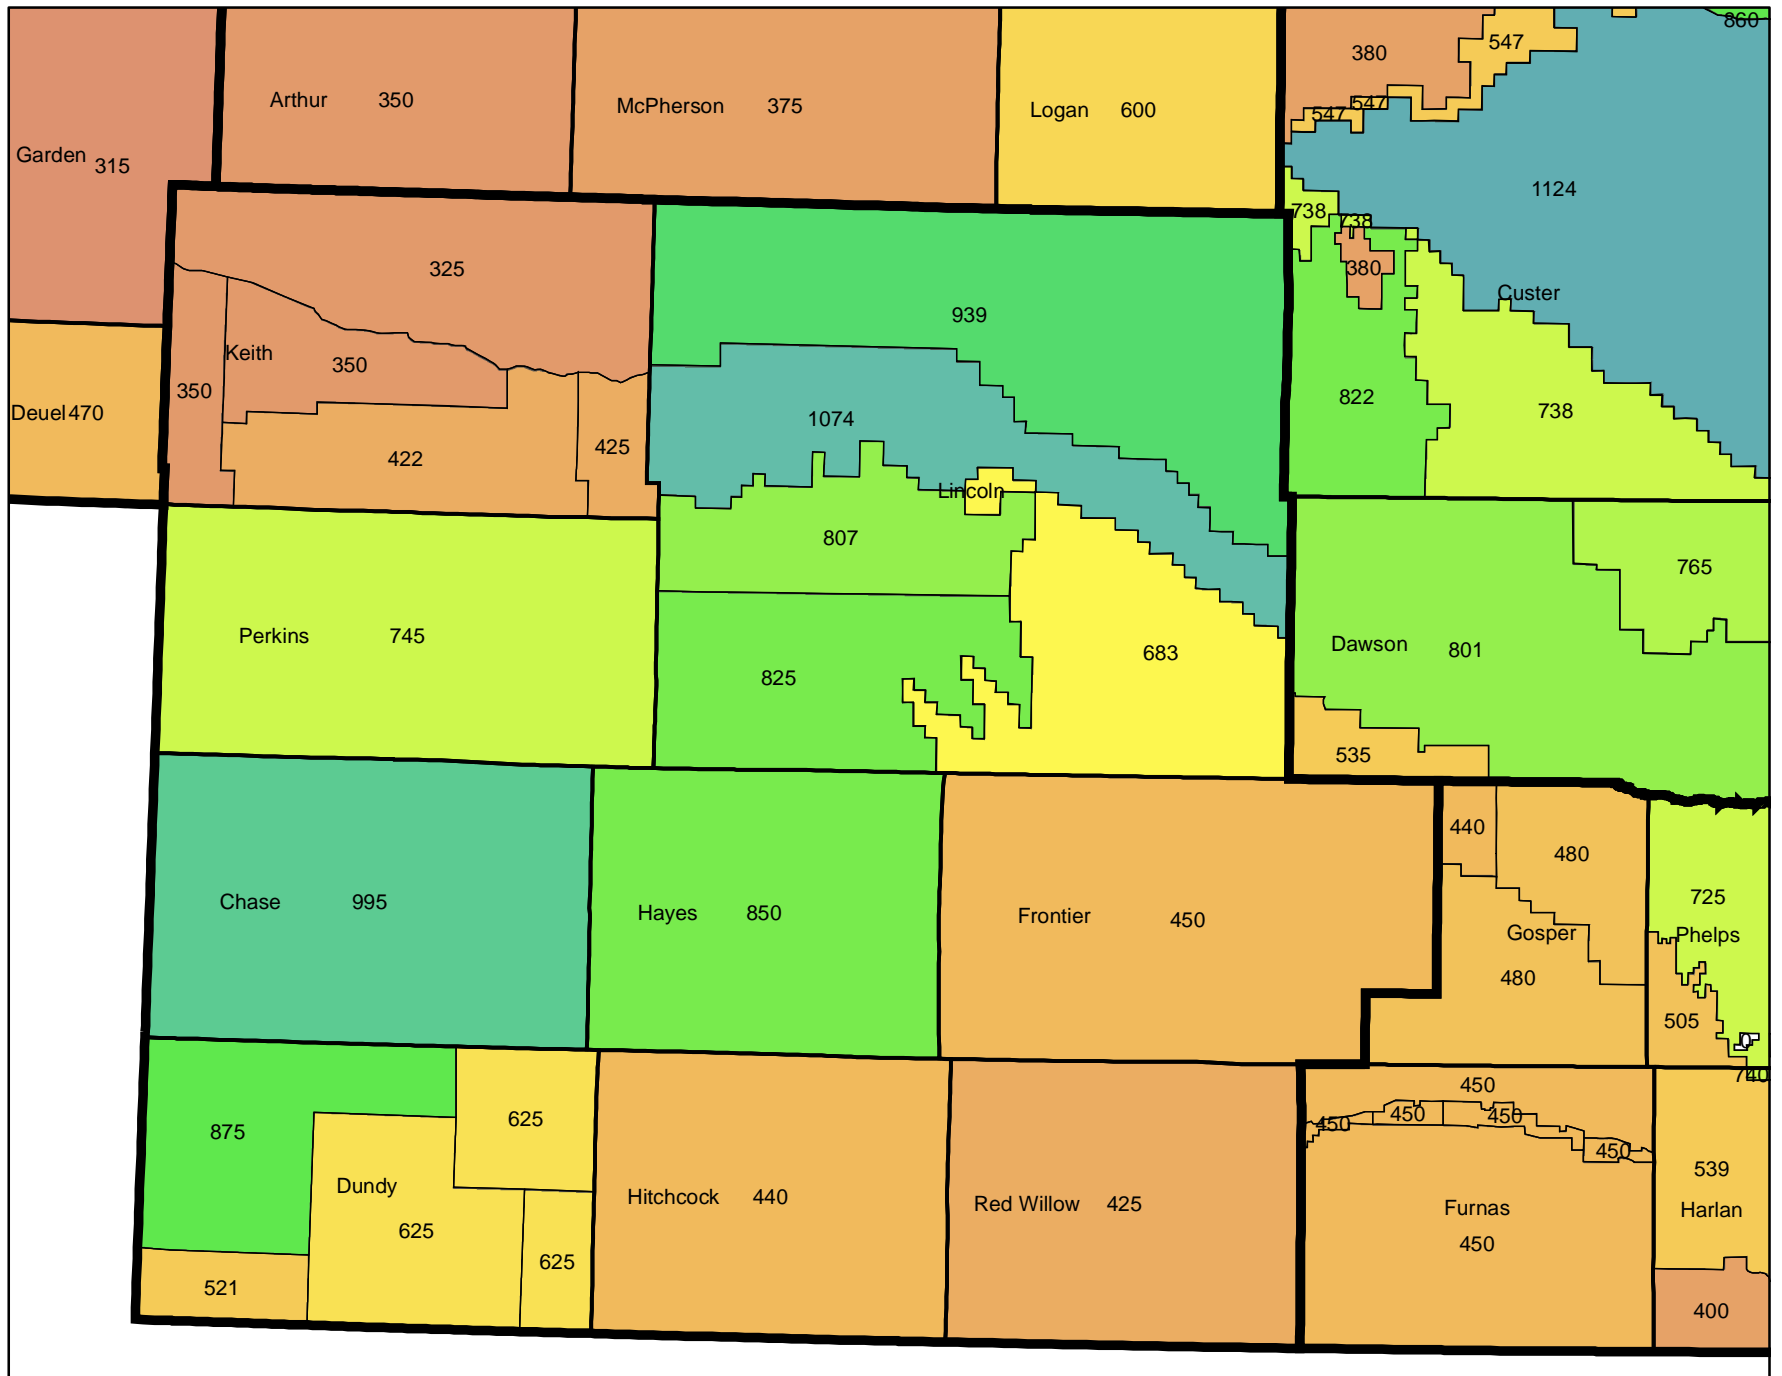 860
380
547
Arthur 350
McPherson 375
Logan 600
547
547
Garden 315
1124
738
738
325
380
Custer
939
Keith
350
350
822
738
Deuel 470
1074
425
422
Lincoln
807
765
Perkins 745
Dawson 801
683
825
535
440
480
725
Chase 995
Hayes 850
Frontier 450
Gosper
Phelps
480
505
0
740
450
875
625
450
450
450
450
539
Dundy
Hitchcock 440
Red Willow 425
Furnas
Harlan
625
450
625
521
400